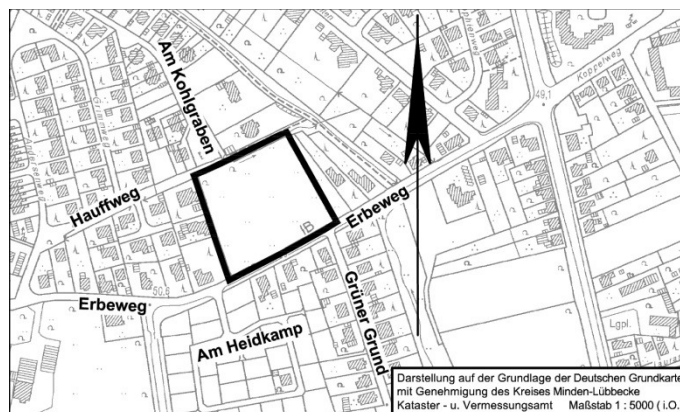 Am Kohlgraben
Koppelweg
49,1
Hauffweg
Erbeweg
50,9
Erbeweg
Am Heidkamp
Grüner Grund
Lgpl.
Darstellung auf der Grundlage der Deutschen Grundkarte
mit Genehmigung des Kreises Minden-Lübbecke
Kataster - u. Vermessungsamt Maßstab 1 : 5000 ( i.O.